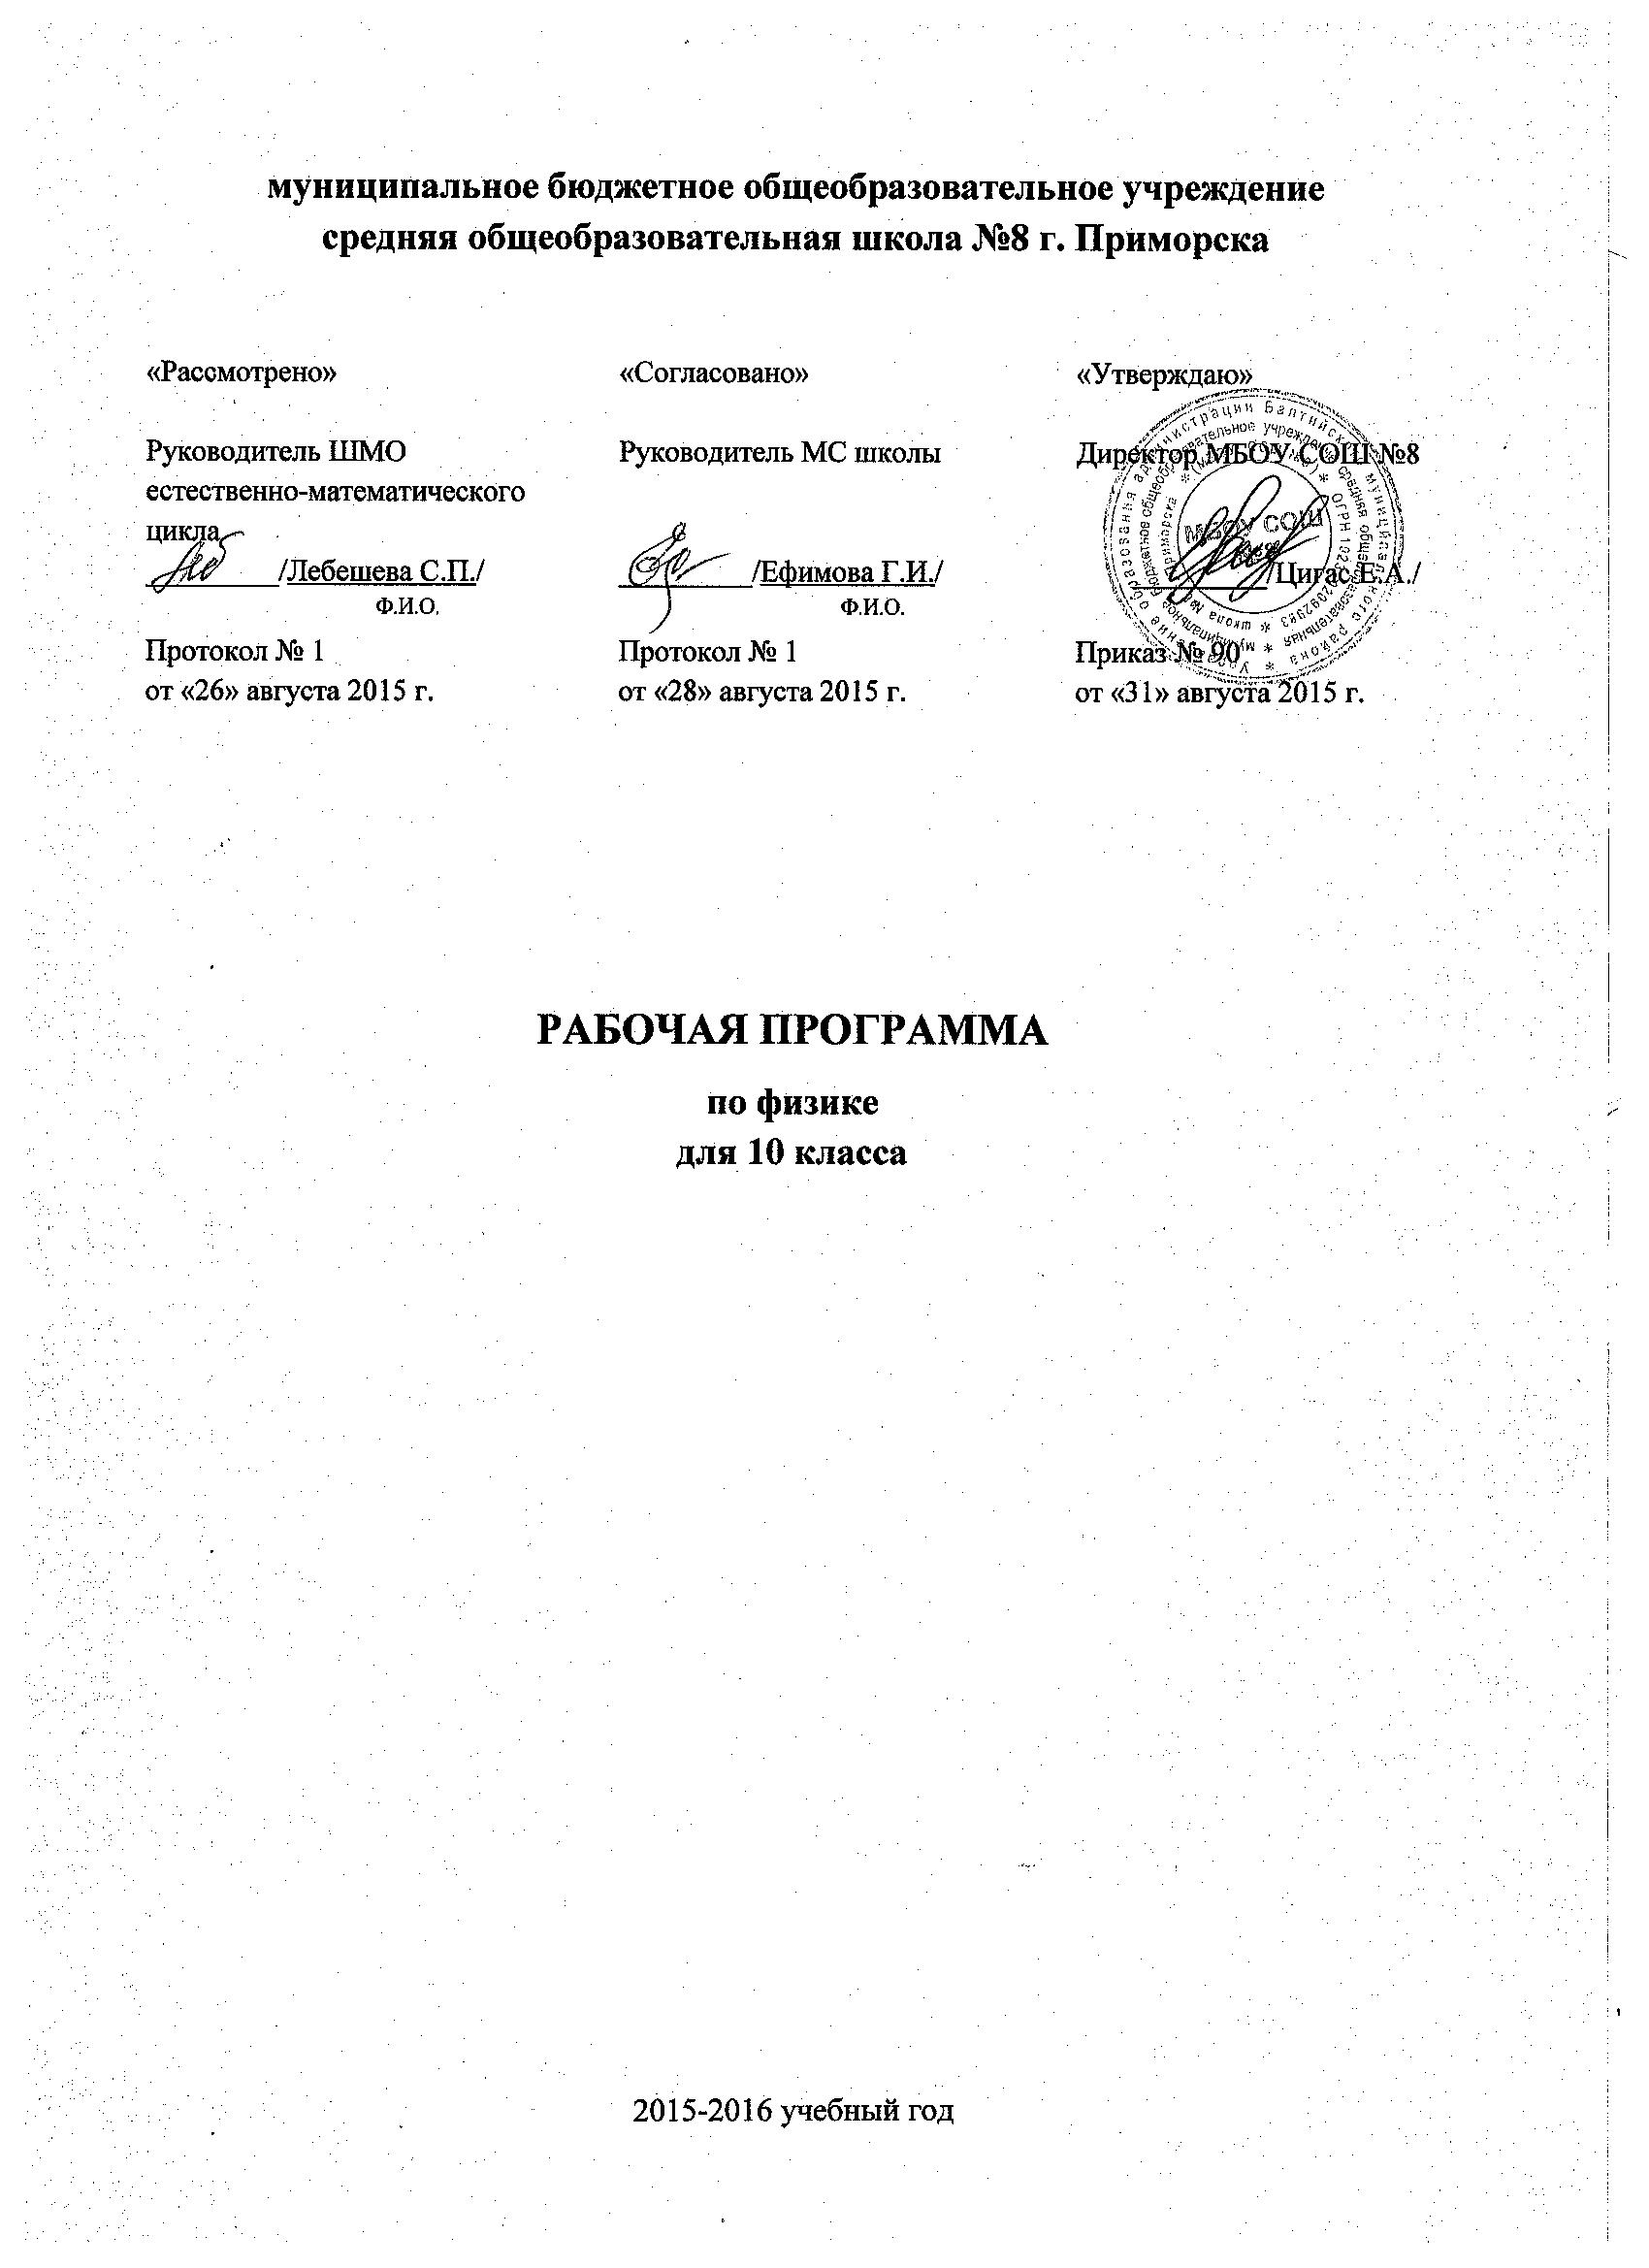 муниципальное бюджетное общеобразовательное учреждение
средняя общеобразовательная школа №8 г. Приморска
«Рассмотрено»
Руководитель ШМО
естественно-математического
цикла
/Лебешева С.П./
Ф.И.О.
Протокол № 1
от «26» августа 2015 г.
«Согласовано»
Руководитель МС школы
/Ефимова Г.И./
Ф.И.О.
Протокол № 1
от «28» августа 2015 г.
«Утверждаю»
Директор МБОУ СОШ №8
МБОУ СОШ
/Цигас Е.А./
Приказ № 90
от «31» августа 2015 г.
РАБОЧАЯ ПРОГРАММА
по физике
для 10 класса
2015-2016 учебный год